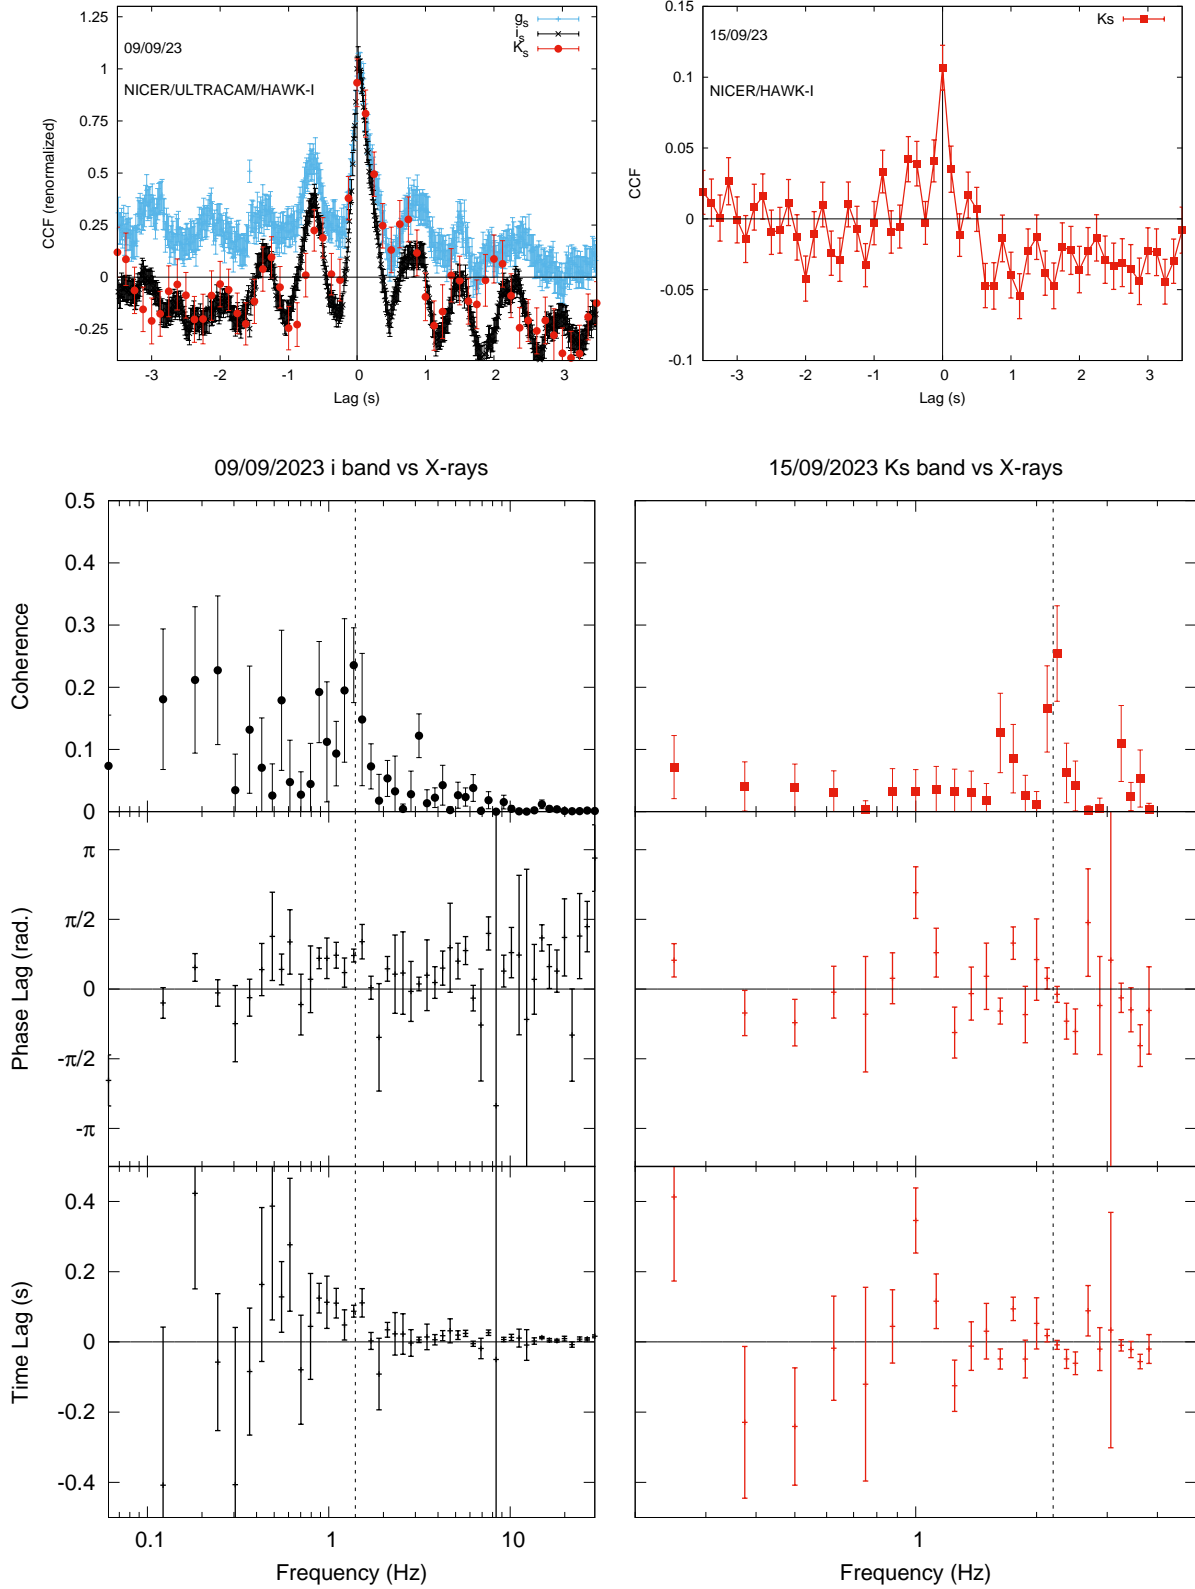 1.25
1
0.75
0.5
0.25
0
-0.25
CCF (renormalized)
09/09/23
NICER/ULTRACAM/HAWK-I
g_s
i_s
K_s
-3 -2 -1 0 1 2 3
Lag (s)
0.15
0.1
0.05
0
-0.05
-0.1
CCF
15/09/23
NICER/HAWK-I
Ks
-3 -2 -1 0 1 2 3
Lag (s)
09/09/2023 i band vs X-rays
15/09/2023 Ks band vs X-rays
0.5
0.4
0.3
0.2
0.1
0
Coherence
π
π/2
0
-π/2
-π
Phase Lag (rad.)
0.4
0.2
0
-0.2
-0.4
Time Lag (s)
0.1 1 10
Frequency (Hz)
1
Frequency (Hz)